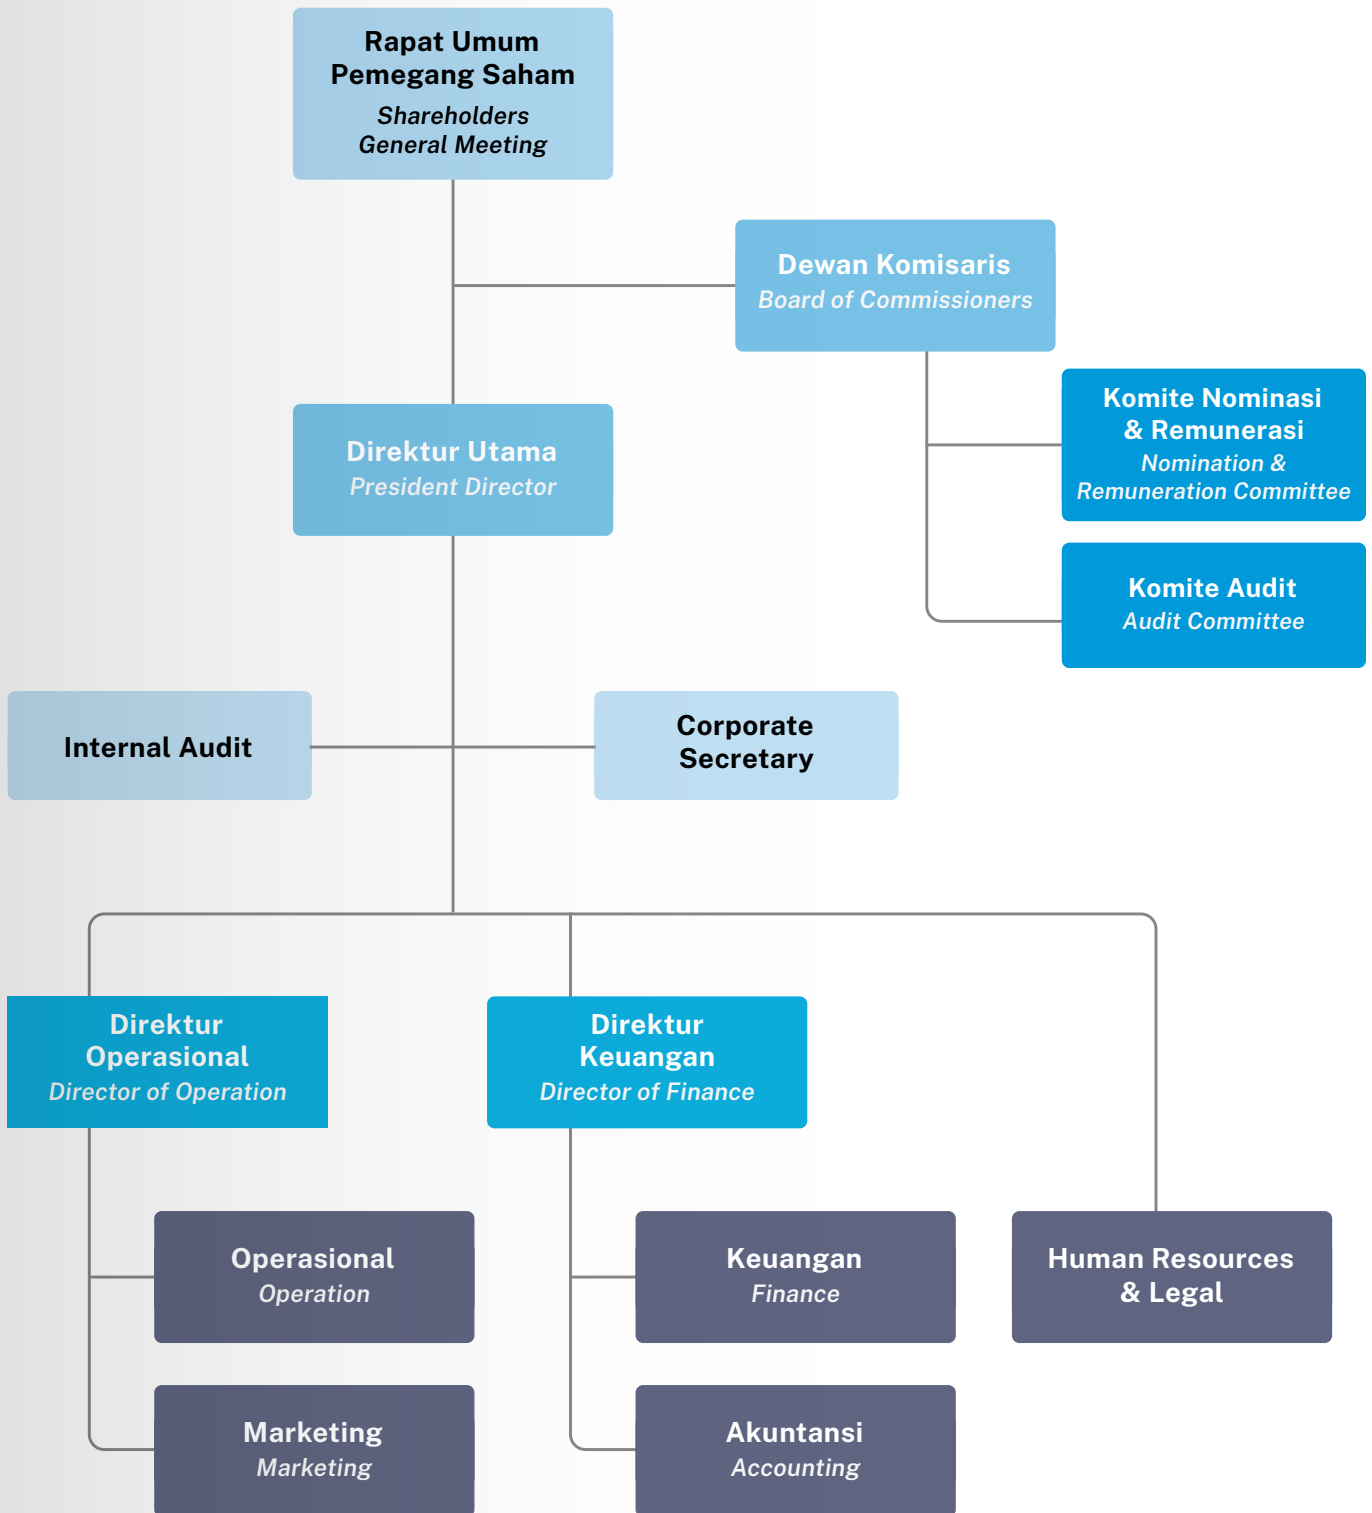 Rapat Umum
Pemegang Saham
Shareholders
General Meeting
Dewan Komisaris
Board of Commissioners
Komite Nominasi
& Remunerasi
Nomination &
Remuneration Committee
Direktur Utama
President Director
Komite Audit
Audit Committee
Internal Audit
Corporate
Secretary
Direktur
Operasional
Director of Operation
Direktur
Keuangan
Director of Finance
Operasional
Operation
Keuangan
Finance
Human Resources
& Legal
Marketing
Marketing
Akuntansi
Accounting